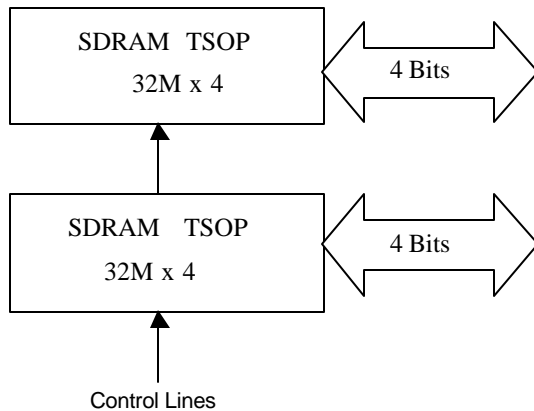 SDRAM TSOP
32M x 4
4 Bits
SDRAM TSOP
32M x 4
4 Bits
Control Lines